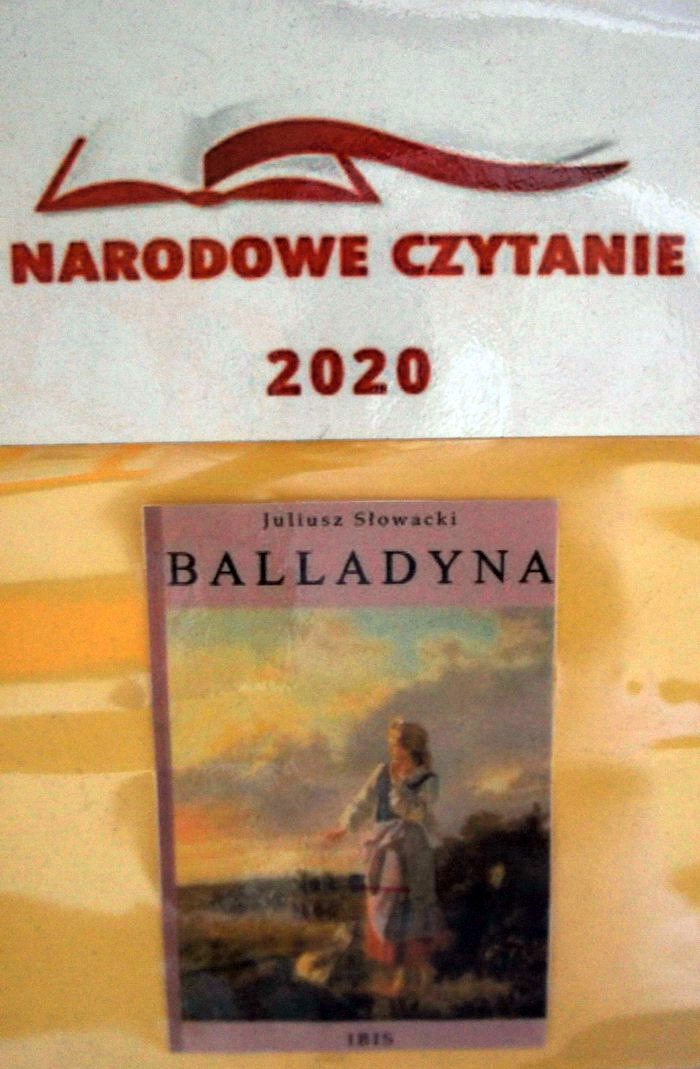 NARODOWE CZYTANIE
2020
Juliusz Słowacki
BALLADYNA
IBIS